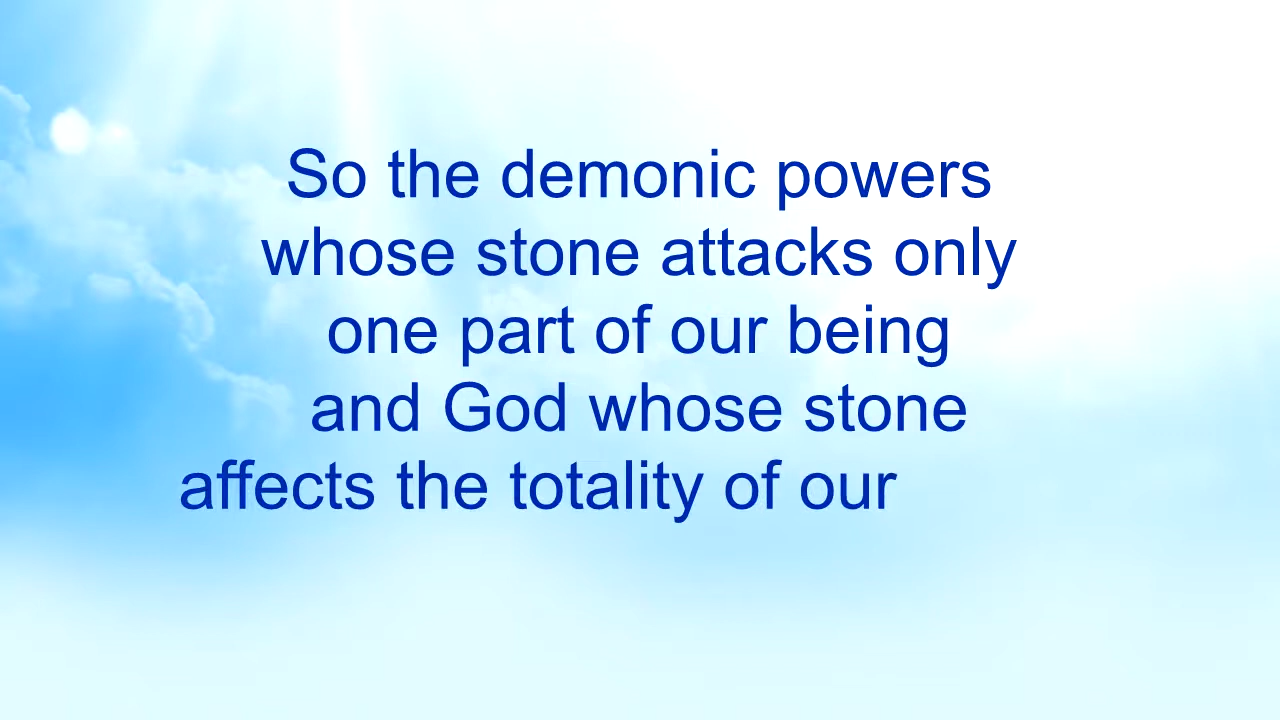 So the demonic powers
whose stone attacks only
one part of our being
and God whose stone
affects the totality of our